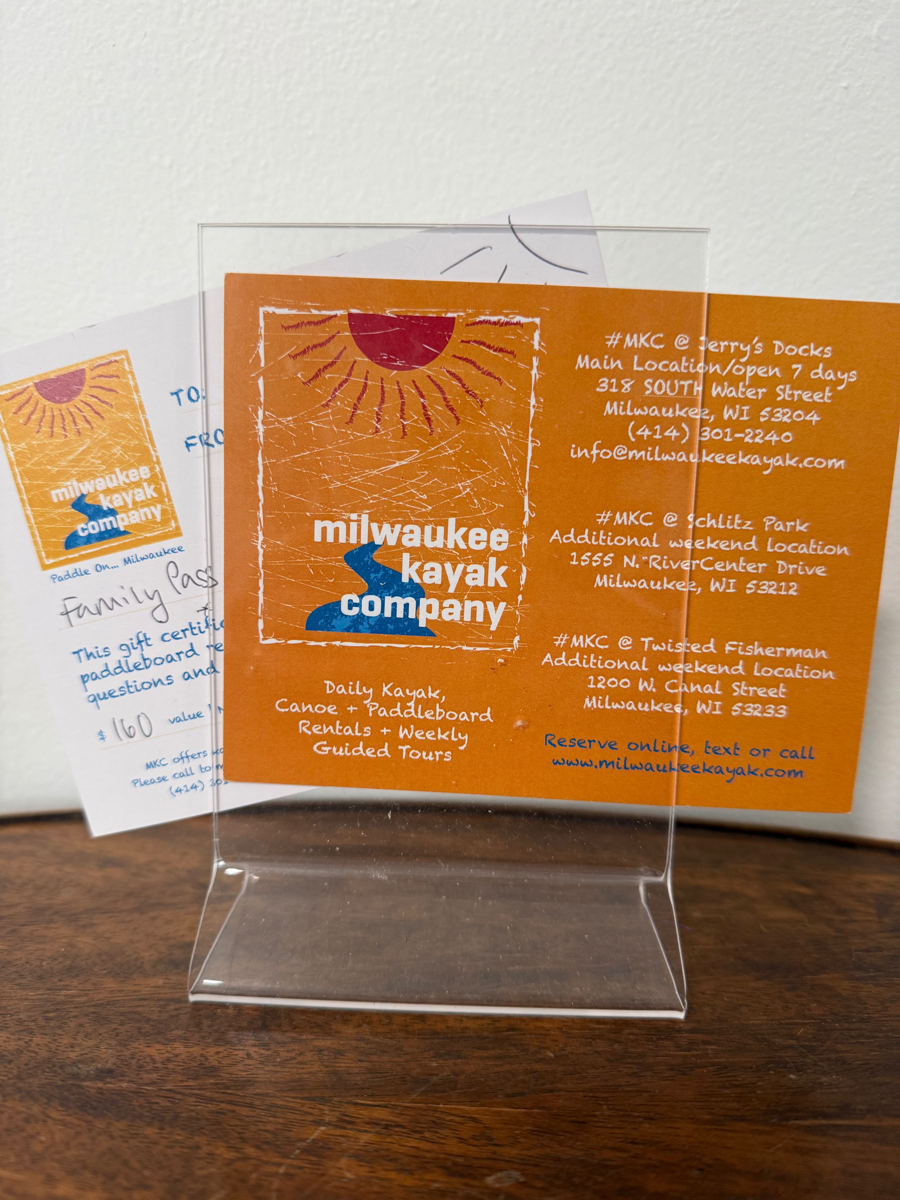 TO:
FRO
milwaukee
kayak
company
Paddle On... Milwaukee
Family Pass
This gift certific
paddleboard re
questions and
$ 160 value
MKC offers
Please call to
(414)
milwaukee
kayak
company
Daily Kayak,
Canoe + Paddleboard
Rentals + Weekly
Guided Tours
#MKC @ Jerry's Docks
Main Location/open 7 days
318 SOUTH Water Street
Milwaukee, WI 53204
(414) 301-2240
info@milwaukeekayak.com
#MKC @ Schlitz Park
Additional weekend location
1555 N. RiverCenter Drive
Milwaukee, WI 53212
#MKC @ Twisted Fisherman
Additional weekend location
1200 W. Canal Street
Milwaukee, WI 53233
Reserve online, text or call
www.milwaukeekayak.com